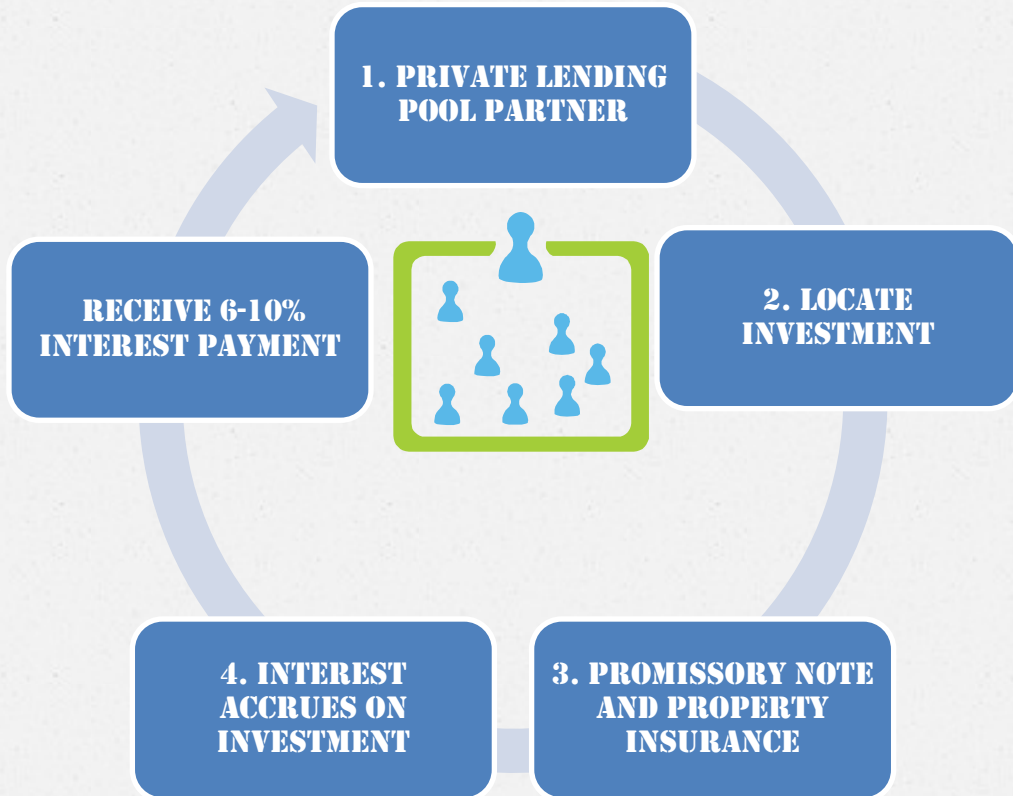 1. PRIVATE LENDING
POOL PARTNER
2. LOCATE
INVESTMENT
3. PROMISSORY NOTE
AND PROPERTY
INSURANCE
4. INTEREST
ACCRUES ON
INVESTMENT
RECEIVE 6-10%
INTEREST PAYMENT